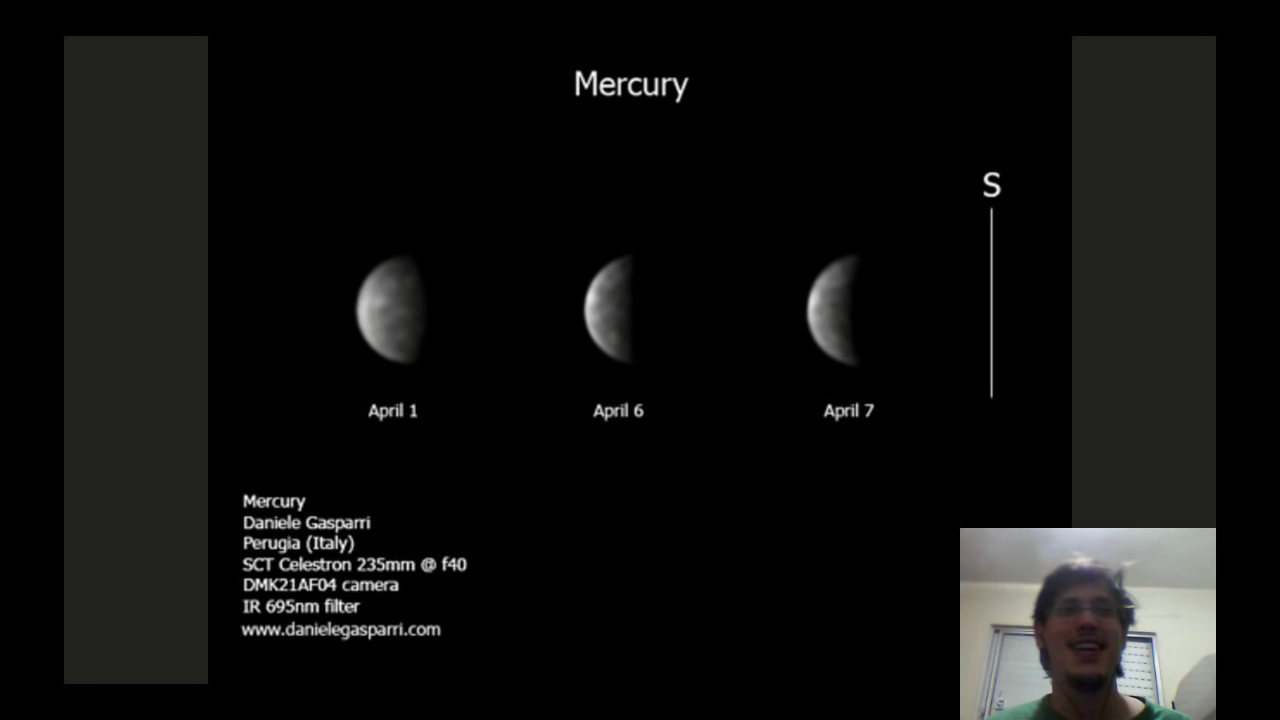 Mercury
S
April 1
April 6
April 7
Mercury
Daniele Gasparri
Perugia (Italy)
SCT Celestron 235mm @ f40
DMK21AF04 camera
IR 695nm filter
www.danielegasparri.com